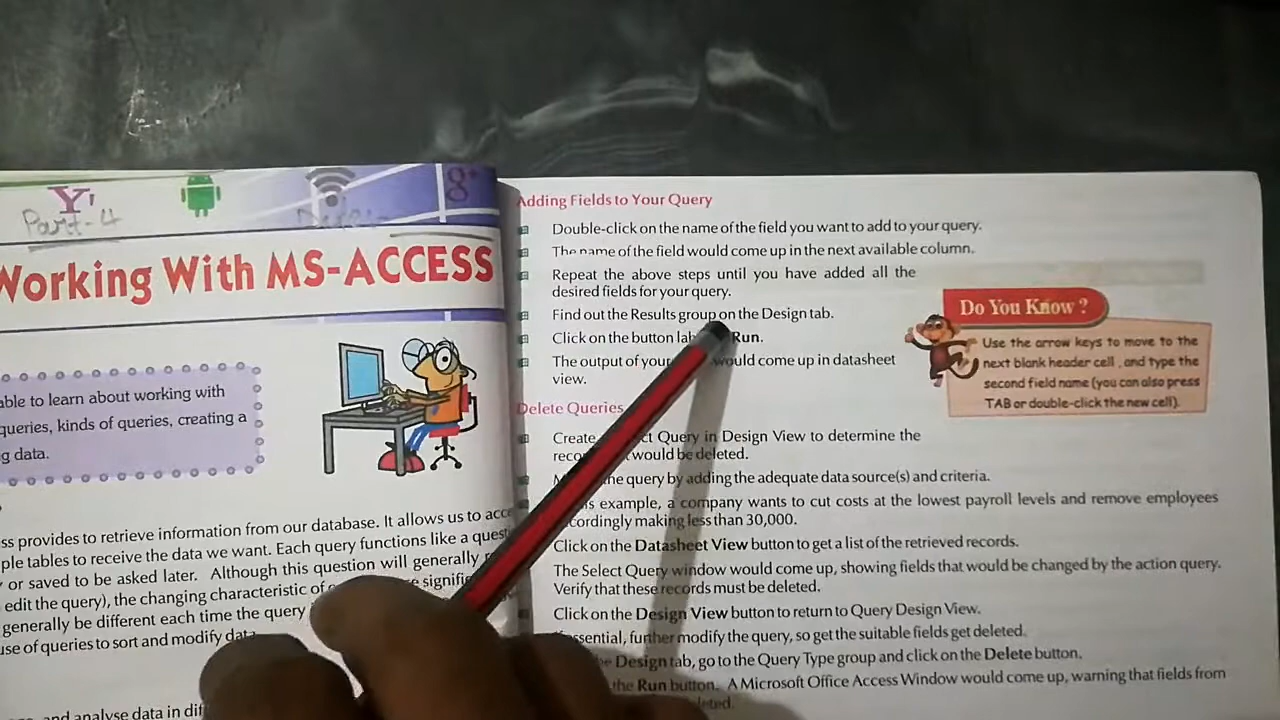 Y'
8+
Part-4
Working With MS-ACCESS
able to learn about working with
queries, kinds of queries, creating a
g data.
ss provides to retrieve information from our database. It allows us to acce
ple tables to receive the data we want. Each query functions like a quest
or saved to be asked later. Although this question will generally
edit the query), the changing characteristic of signific
generally be different each time the query
use of queries to sort and modify data
and analyse data in dif
Adding Fields to Your Query
Double-click on the name of the field you want to add to your query.
The name of the field would come up in the next available column.
Repeat the above steps until you have added all the
desired fields for your query.
Find out the Results group on the Design tab.
Click on the button lab Run.
The output of your would come up in datasheet
view.
Do You Know ?
Use the arrow keys to move to the
next blank header cell , and type the
second field name (you can also press
TAB or double-click the new cell).
Delete Queries
Create ct Query in Design View to determine the
reco would be deleted.
the query by adding the adequate data source(s) and criteria.
is example, a company wants to cut costs at the lowest payroll levels and remove employees
cordingly making less than 30,000.
Click on the Datasheet View button to get a list of the retrieved records.
The Select Query window would come up, showing fields that would be changed by the action query.
Verify that these records must be deleted.
Click on the Design View button to return to Query Design View.
essential, further modify the query, so get the suitable fields get deleted.
Design tab, go to the Query Type group and click on the Delete button.
the Run button. A Microsoft Office Access Window would come up, warning that fields from
leted.